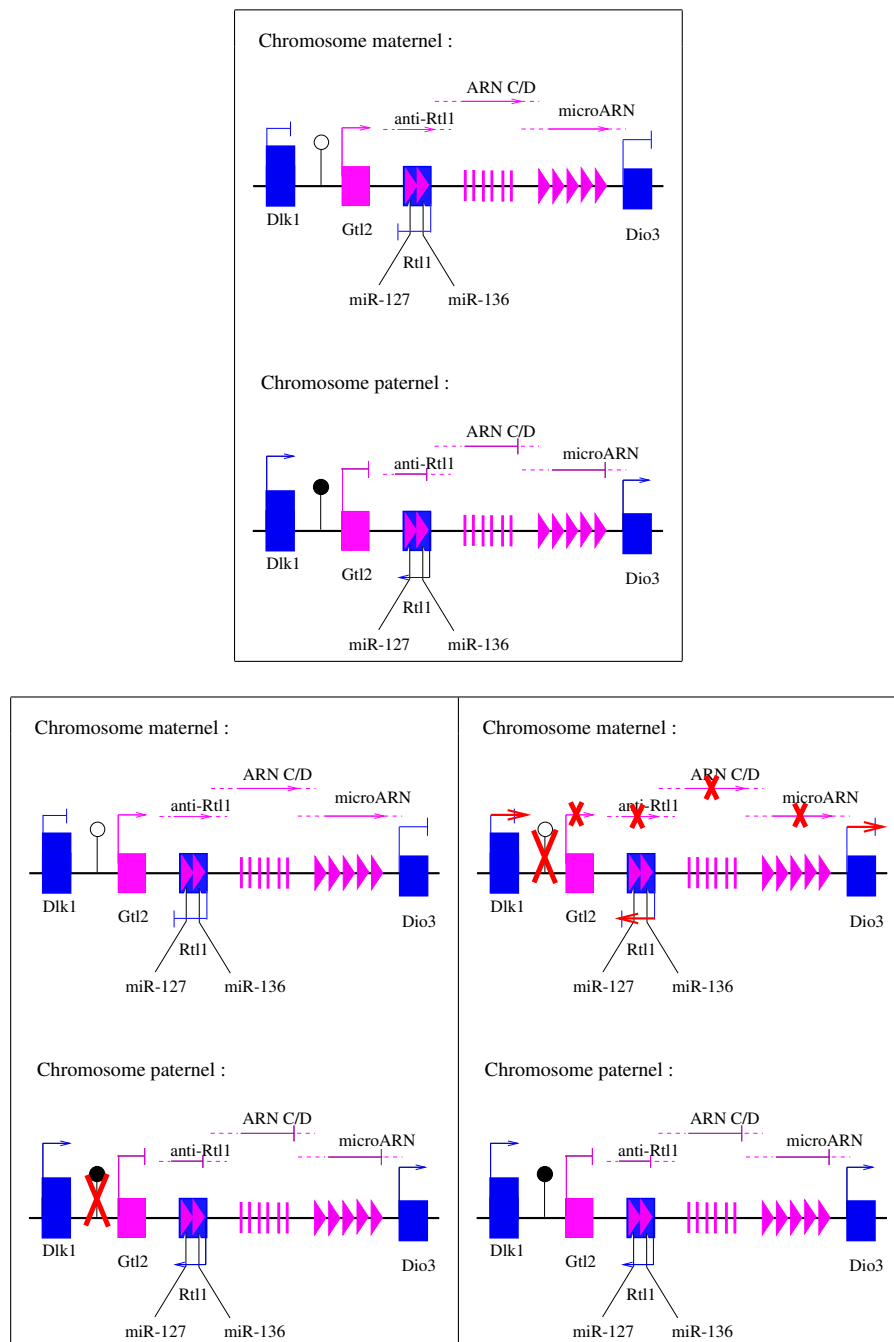 Chromosome maternel :
ARN C/D
anti-Rtl1
microARN
Dlk1
Gtl2
Dio3
Rtl1
miR-127
miR-136
Chromosome paternel :
ARN C/D
anti-Rtl1
microARN
Dlk1
Gtl2
Dio3
Rtl1
miR-127
miR-136
Chromosome maternel :
ARN C/D
anti-Rtl1
microARN
Dlk1
Gtl2
Dio3
Rtl1
miR-127
miR-136
Chromosome paternel :
ARN C/D
anti-Rtl1
microARN
Dlk1
Gtl2
Dio3
Rtl1
miR-127
miR-136
Chromosome maternel :
ARN C/D
anti-Rtl1
microARN
Dlk1
Gtl2
Dio3
Rtl1
miR-127
miR-136
Chromosome paternel :
ARN C/D
anti-Rtl1
microARN
Dlk1
Gtl2
Dio3
Rtl1
miR-127
miR-136